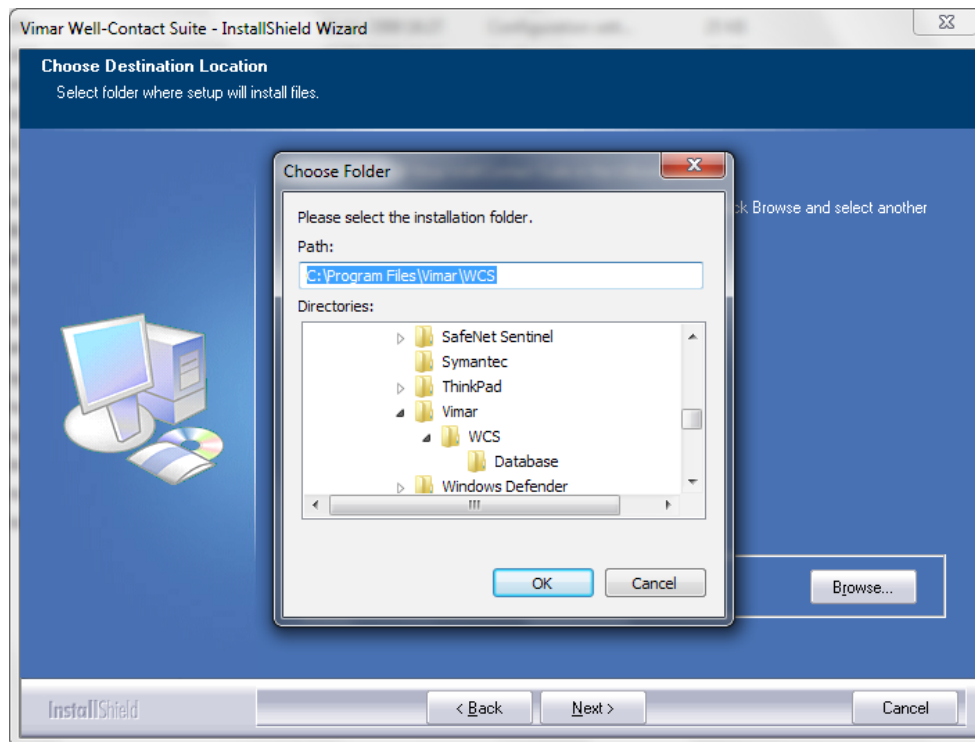 Vimar Well-Contact Suite - InstallShield Wizard
Choose Destination Location
Select folder where setup will install files.
Choose Folder
Please select the installation folder.
Path:
C:\Program Files\Vimar\WCS
Directories:
SafeNet Sentinel
Symantec
ThinkPad
Vimar
WCS
Database
Windows Defender
OK
Cancel
Browse and select another
Browse...
InstallShield
< Back
Next >
Cancel